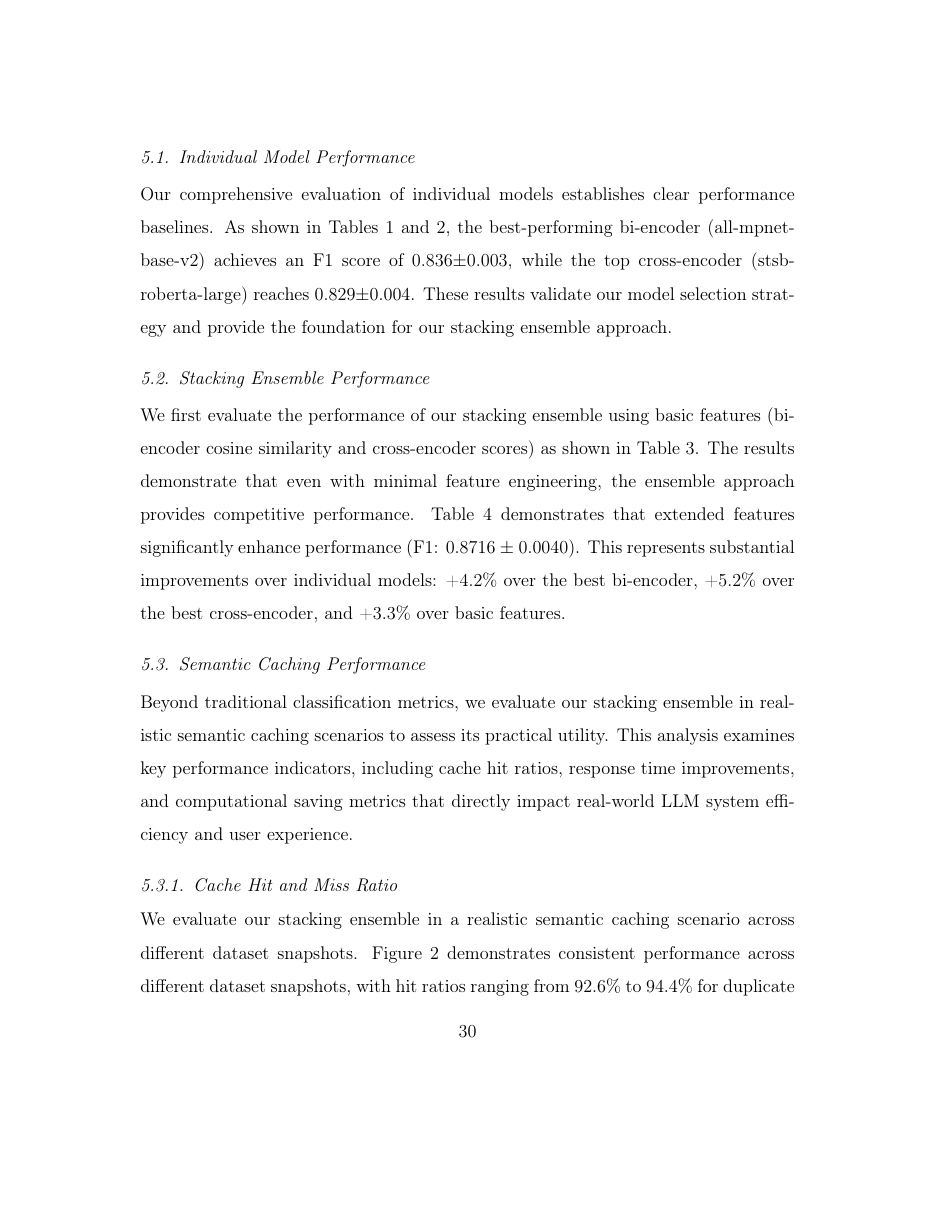 5.1. Individual Model Performance
Our comprehensive evaluation of individual models establishes clear performance
baselines. As shown in Tables 1 and 2, the best-performing bi-encoder (all-mpnet-
base-v2) achieves an F1 score of 0.836±0.003, while the top cross-encoder (stsb-
roberta-large) reaches 0.829±0.004. These results validate our model selection strat-
egy and provide the foundation for our stacking ensemble approach.
5.2. Stacking Ensemble Performance
We first evaluate the performance of our stacking ensemble using basic features (bi-
encoder cosine similarity and cross-encoder scores) as shown in Table 3. The results
demonstrate that even with minimal feature engineering, the ensemble approach
provides competitive performance. Table 4 demonstrates that extended features
significantly enhance performance (F1: 0.8716 ± 0.0040). This represents substantial
improvements over individual models: +4.2% over the best bi-encoder, +5.2% over
the best cross-encoder, and +3.3% over basic features.
5.3. Semantic Caching Performance
Beyond traditional classification metrics, we evaluate our stacking ensemble in real-
istic semantic caching scenarios to assess its practical utility. This analysis examines
key performance indicators, including cache hit ratios, response time improvements,
and computational saving metrics that directly impact real-world LLM system effi-
ciency and user experience.
5.3.1. Cache Hit and Miss Ratio
We evaluate our stacking ensemble in a realistic semantic caching scenario across
different dataset snapshots. Figure 2 demonstrates consistent performance across
different dataset snapshots, with hit ratios ranging from 92.6% to 94.4% for duplicate
30